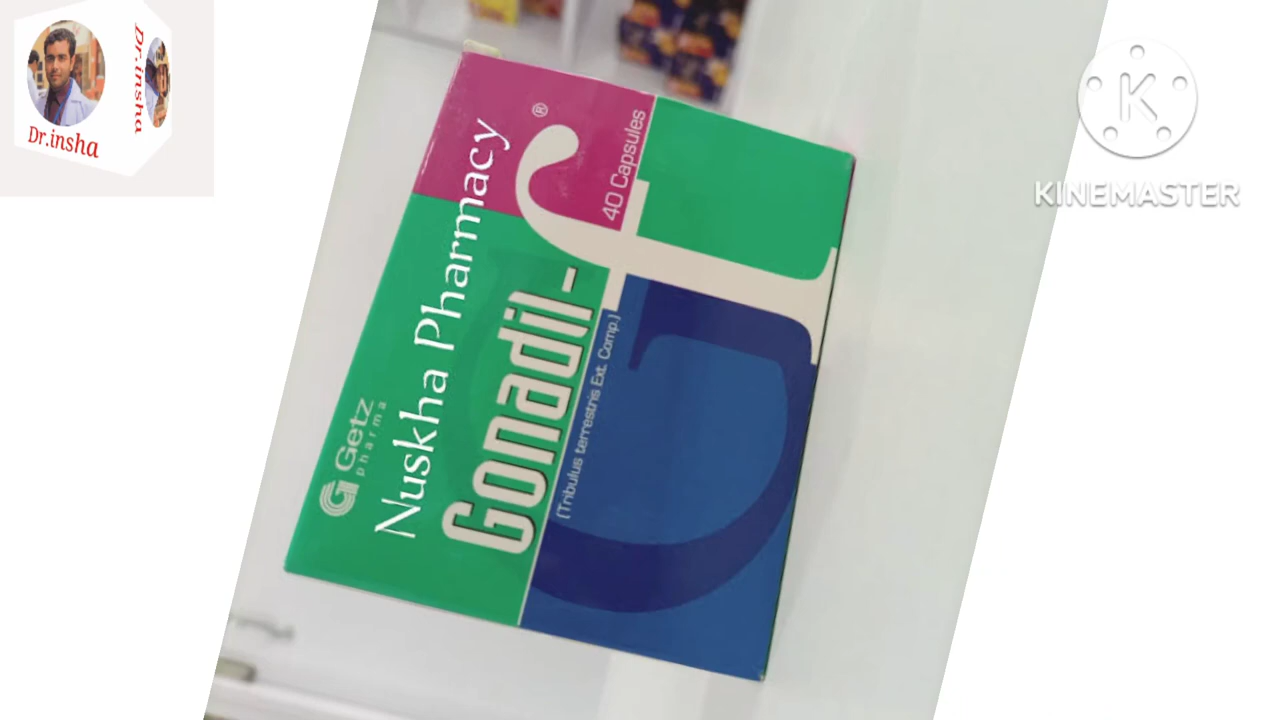 Dr.insha
Dr.insha
KINEMASTER
Getz
pharma
Nuskha Pharmacy
Gonadil-f®
(Tribulus terrestris Ext. Comp.)
40 Capsules